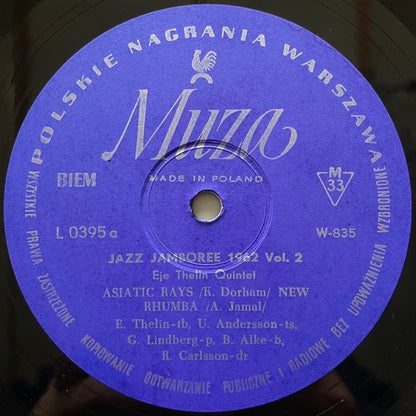 POLSKIE NAGRANIA WARSZAWA
Muza
MADE IN POLAND
BIEM
M
33
L 0395 a
W-835
JAZZ JAMBOREE 1962 Vol. 2
Eje Thelin Quintet
ASIATIC RAYS /K. Dorham/ NEW
RHUMBA /A. Jamal/
E. Thelin-tb, U. Andersson-ts,
G. Lindberg-p, B. Alke-b,
R. Carlsson-dr
WSZYSTKIE PRAWA ZASTRZEŻONE KOPIOWANIE ODTWARZANIE PUBLICZNE I RADIOWE BEZ UPOWAŻNIENIA WZBRONIONE